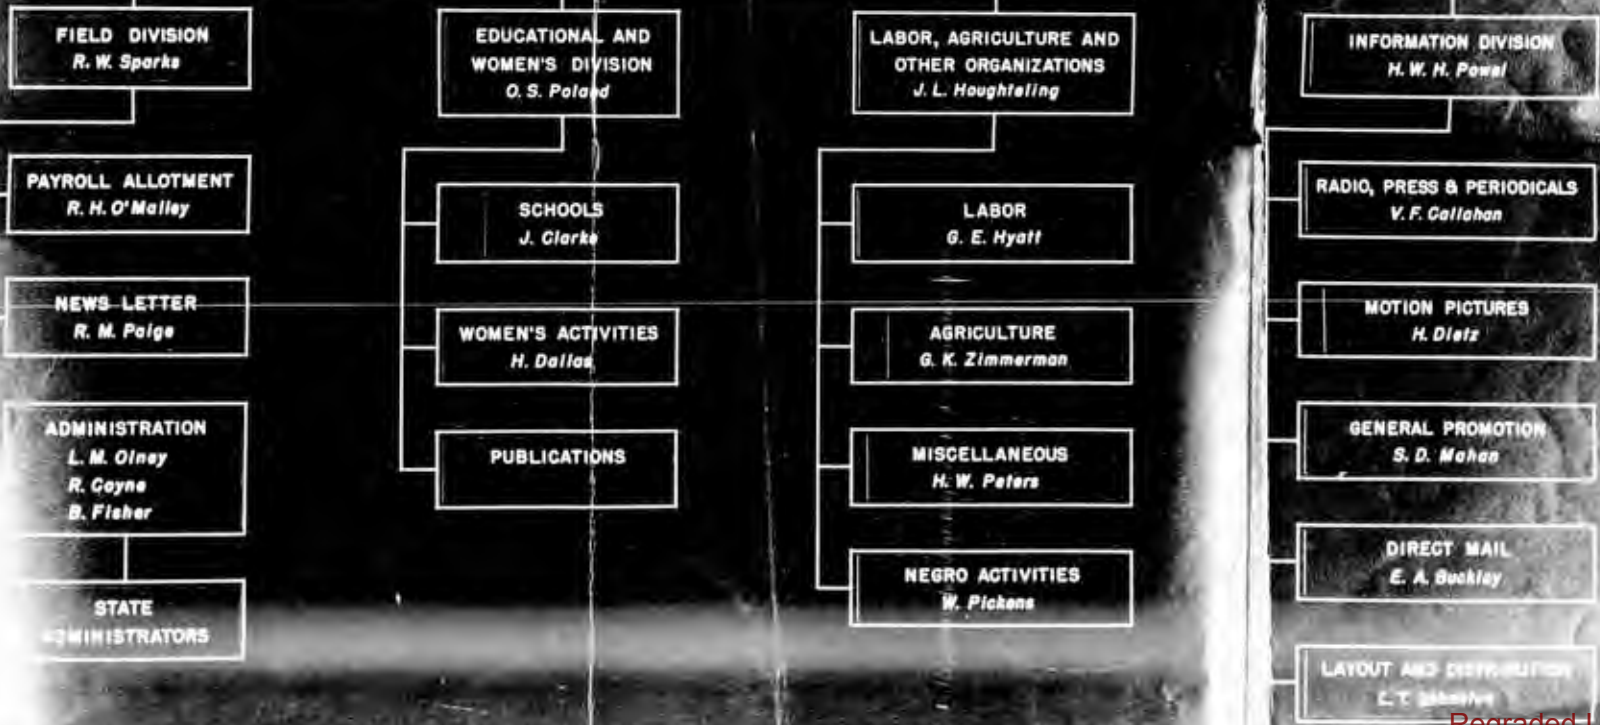 FIELD DIVISION
R. W. Sparks
PAYROLL ALLOTMENT
R. H. O'Malley
NEWS LETTER
R. M. Paige
ADMINISTRATION
L. M. Olney
R. Coyne
B. Fisher
STATE
ADMINISTRATORS
EDUCATIONAL AND
WOMEN'S DIVISION
O. S. Poland
SCHOOLS
J. Clarke
WOMEN'S ACTIVITIES
H. Dallas
PUBLICATIONS
LABOR, AGRICULTURE AND
OTHER ORGANIZATIONS
J. L. Houghteling
LABOR
G. E. Hyatt
AGRICULTURE
G. K. Zimmerman
MISCELLANEOUS
H. W. Peters
NEGRO ACTIVITIES
W. Pickens
INFORMATION DIVISION
H. W. H. Powel
RADIO, PRESS & PERIODICALS
V. F. Callahan
MOTION PICTURES
H. Dietz
GENERAL PROMOTION
S. D. Mahan
DIRECT MAIL
E. A. Buckley
LAYOUT AND DISTRIBUTION
Regraded